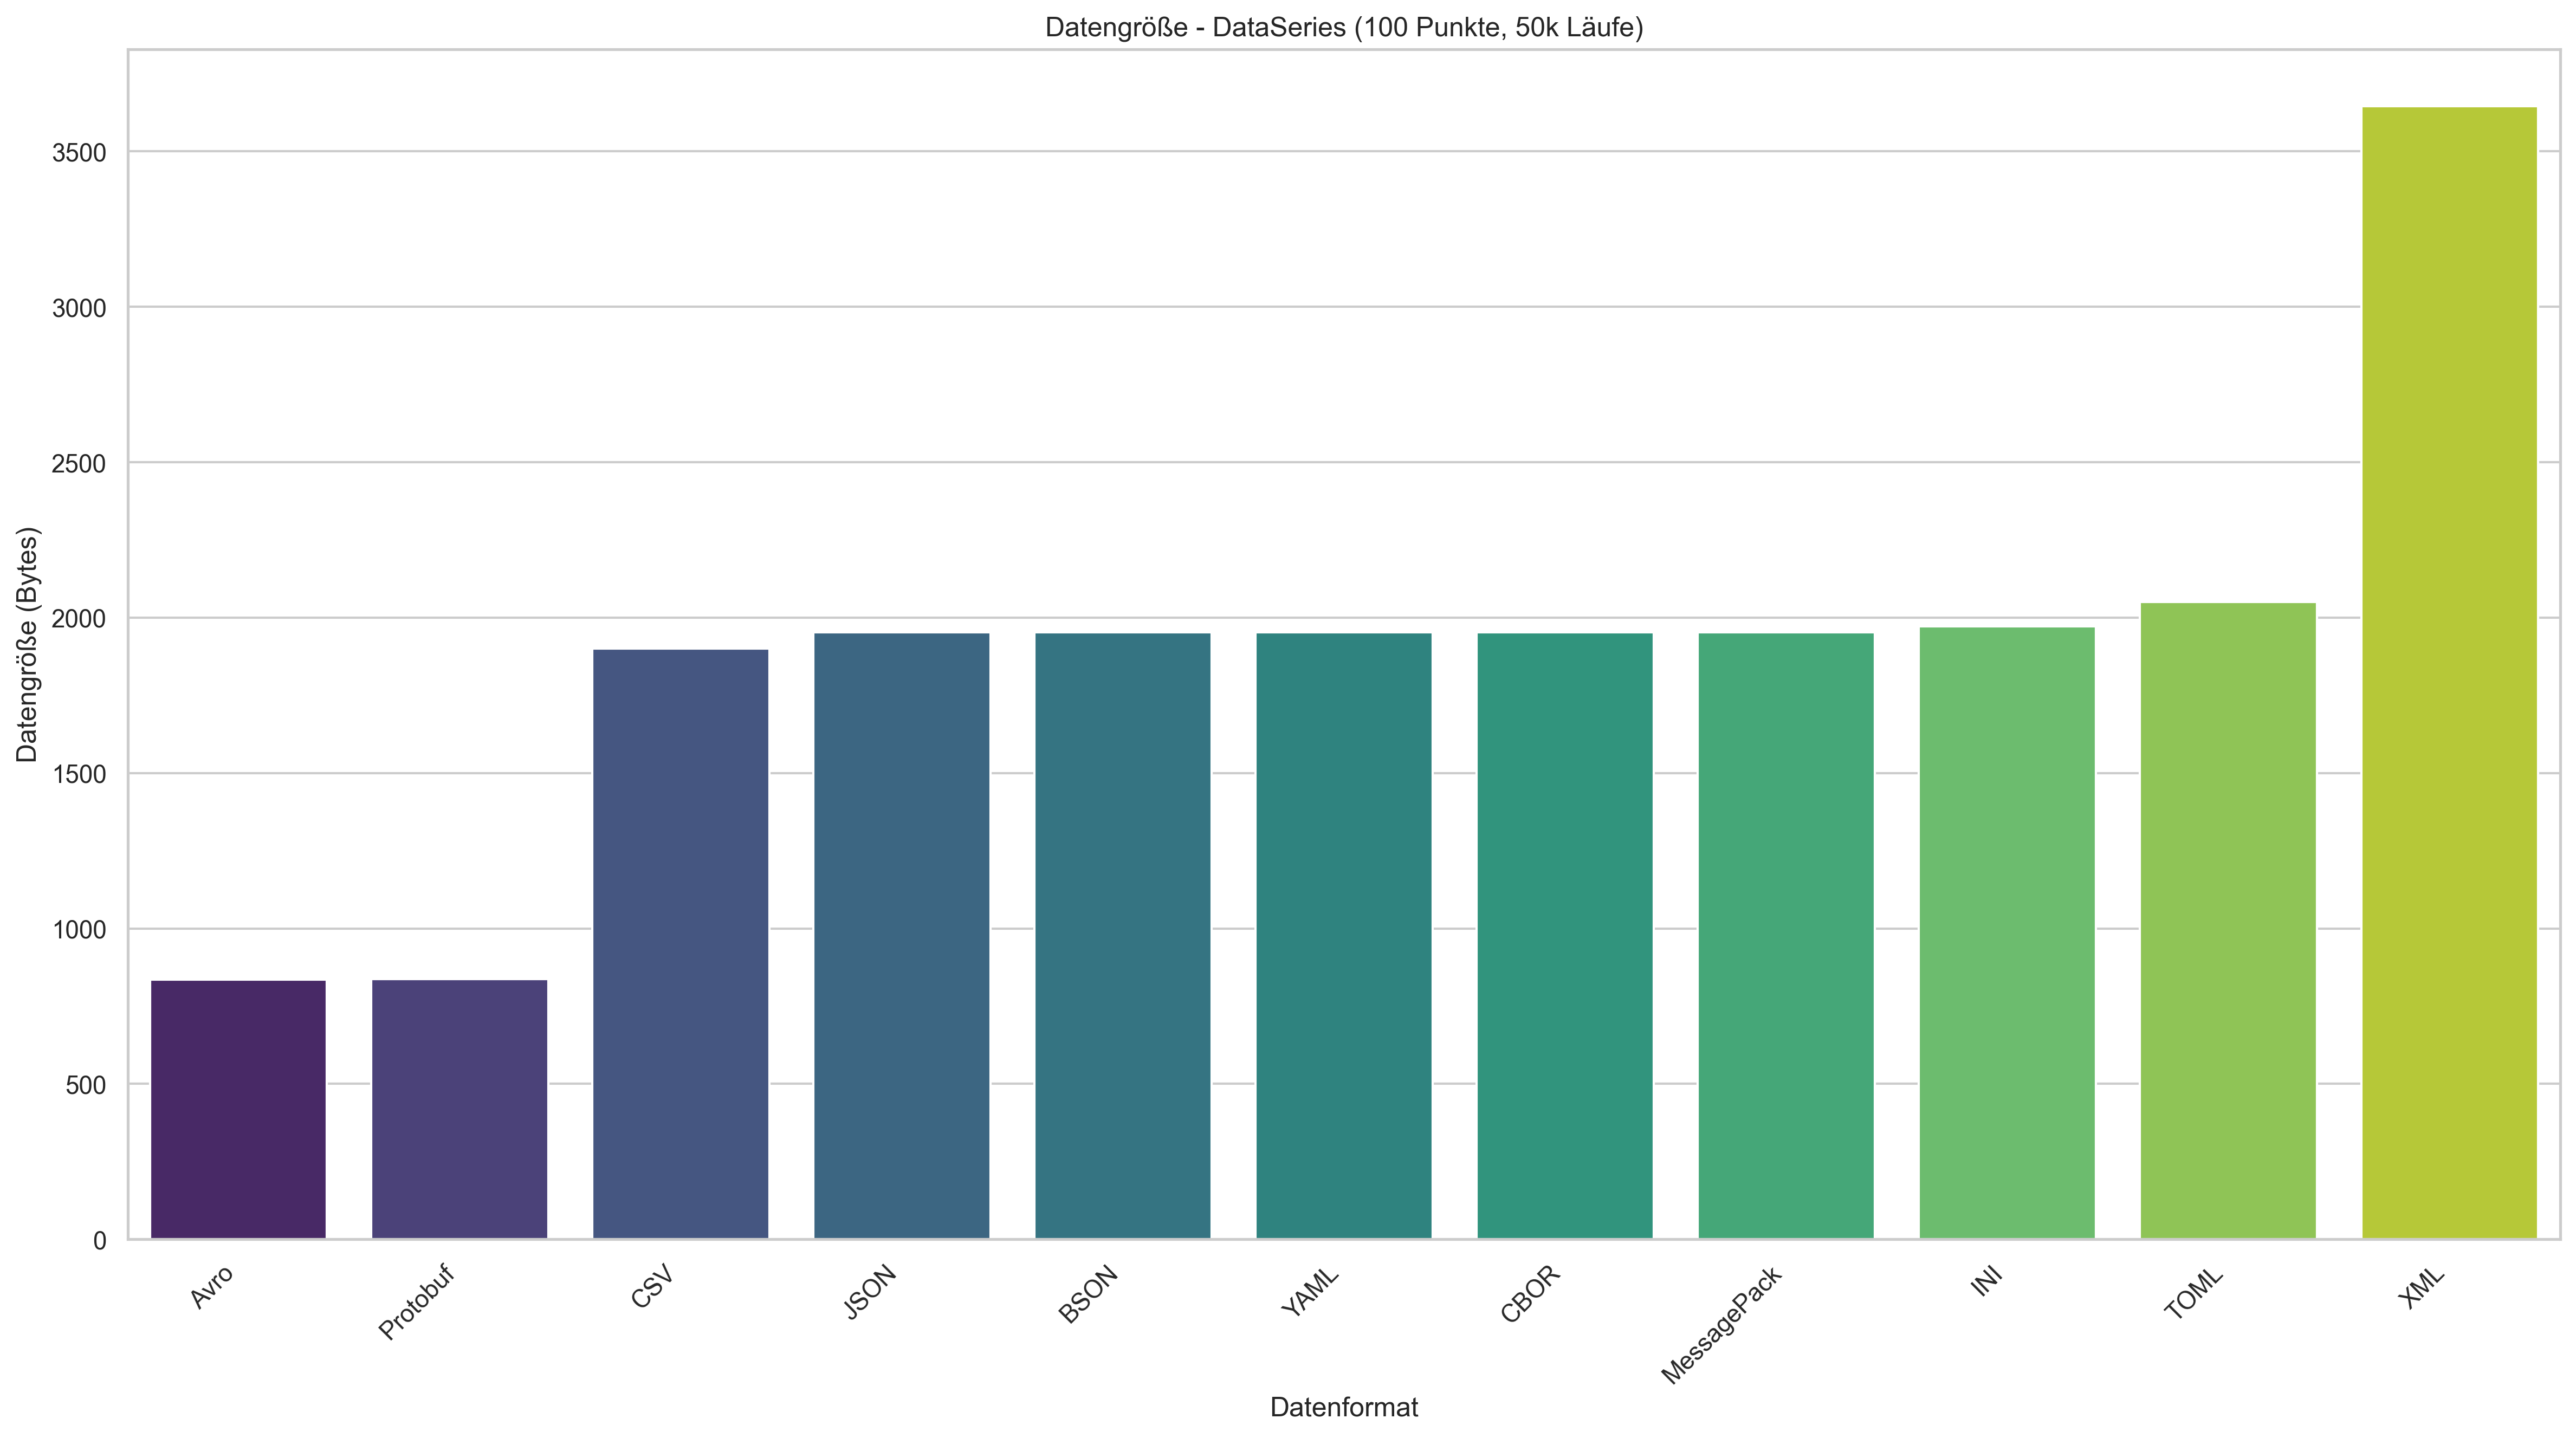 Datengröße - DataSeries (100 Punkte, 50k Läufe)
Datengröße (Bytes)
3500
3000
2500
2000
1500
1000
500
0
Avro
Protobuf
CSV
JSON
BSON
YAML
CBOR
MessagePack
INI
TOML
XML
Datenformat